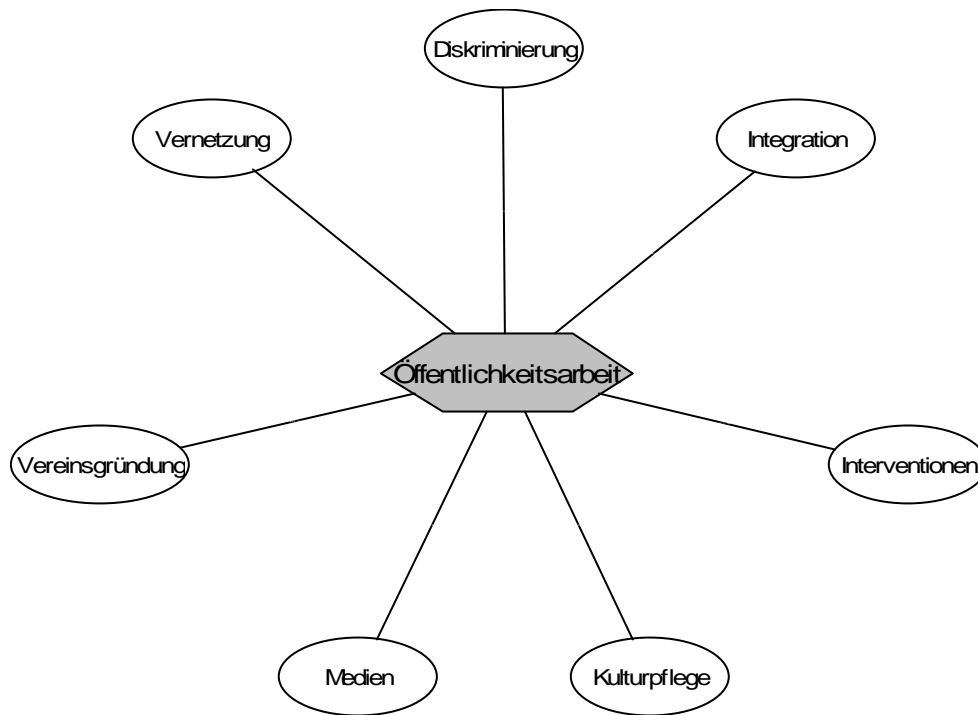 Diskriminierung
Vernetzung
Integration
Öffentlichkeitsarbeit
Vereinsgründung
Interventionen
Medien
Kulturpflege